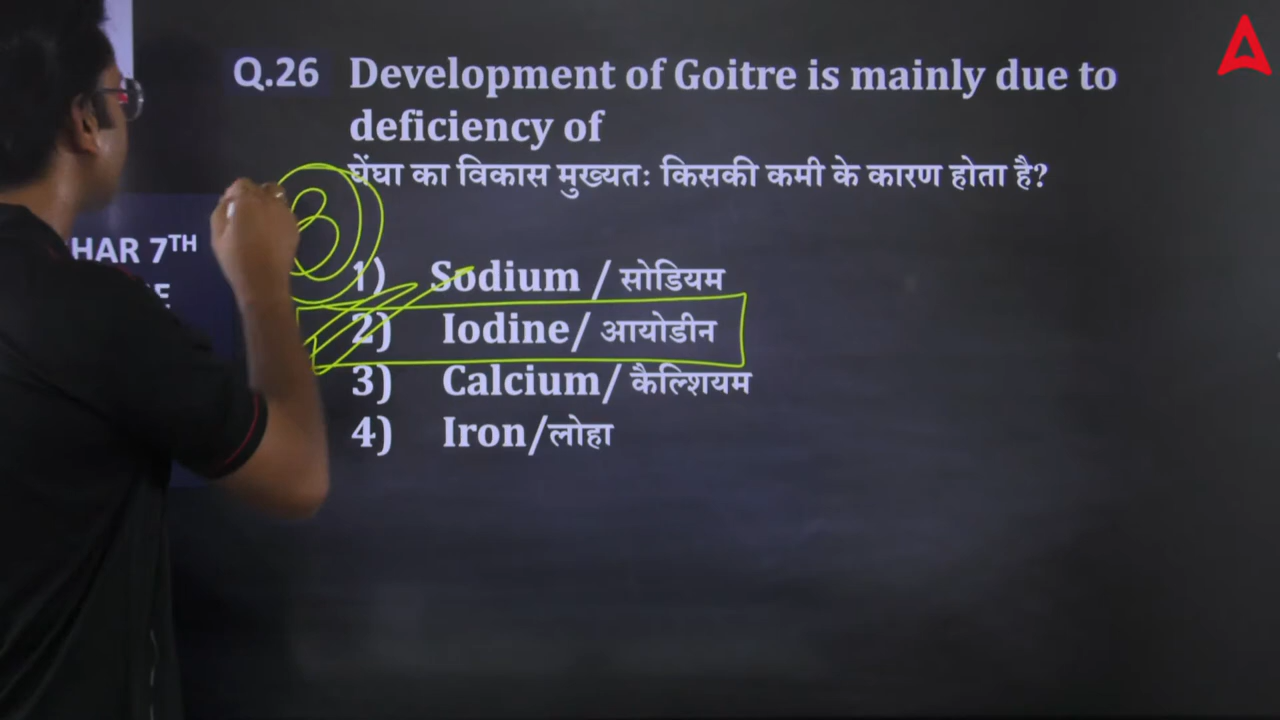 Q.26 Development of Goitre is mainly due to
deficiency of
घेंघा का विकास मुख्यतः किसकी कमी के कारण होता है?
HAR 7TH
1) Sodium / सोडियम
2) Iodine/ आयोडीन
3) Calcium/ कैल्शियम
4) Iron/लोहा